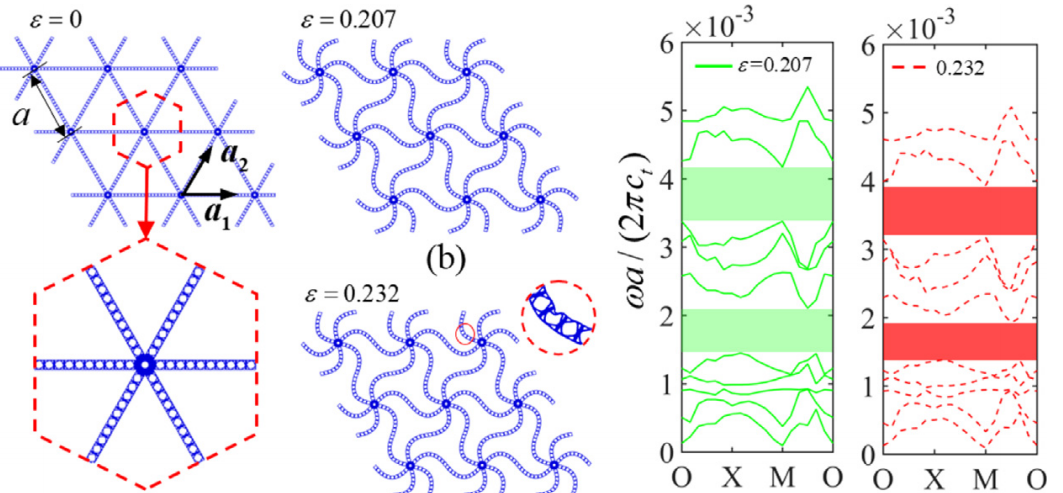 ε = 0
a
a₂
a₁
ε = 0.207
(b)
ε = 0.232
ωa / (2πcₜ)
×10⁻³
6
5
4
3
2
1
0
ε=0.207
O X M O
×10⁻³
6
5
4
3
2
1
0
0.232
O X M O